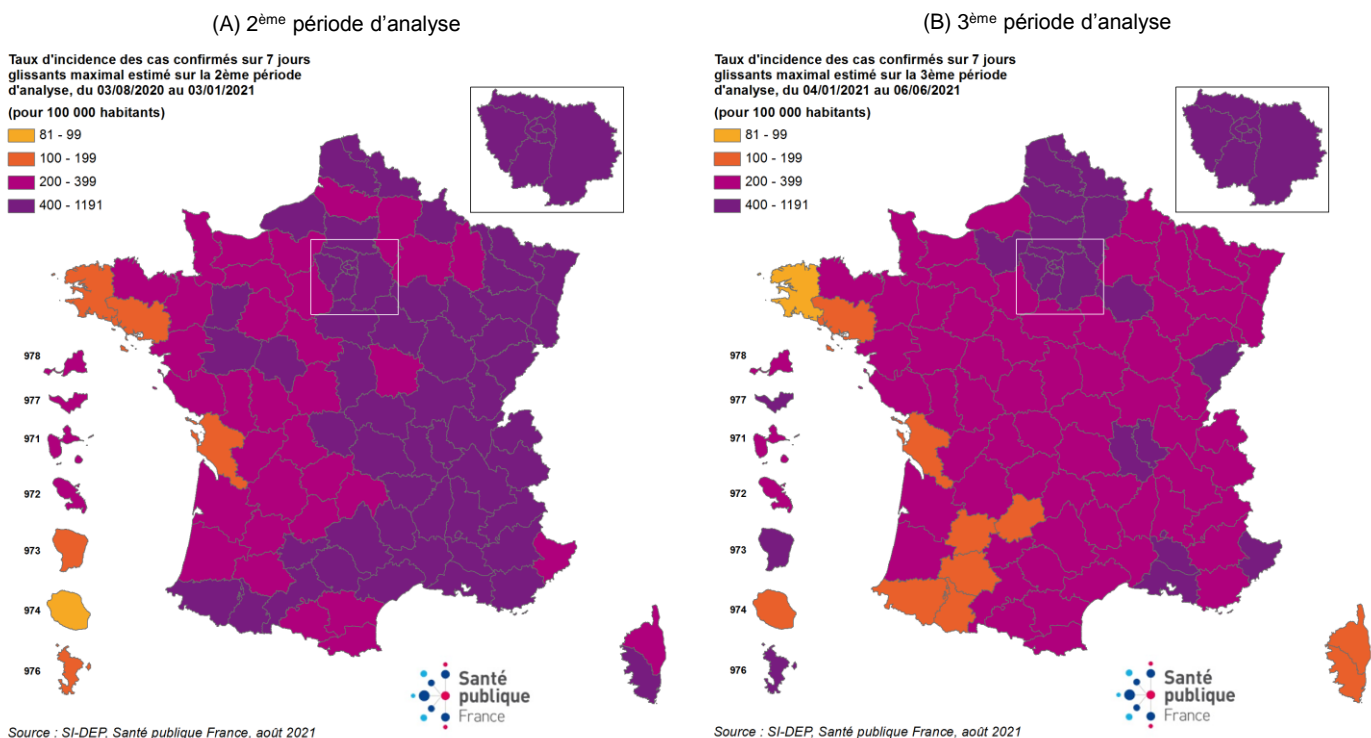 (A) 2ème période d'analyse
Taux d'incidence des cas confirmés sur 7 jours
glissants maximal estimé sur la 2ème période
d'analyse, du 03/08/2020 au 03/01/2021
(pour 100 000 habitants)
81 - 99
100 - 199
200 - 399
400 - 1191
978
977
971
972
973
974
976
Santé
publique
France
Source : SI-DEP, Santé publique France, août 2021
(B) 3ème période d'analyse
Taux d'incidence des cas confirmés sur 7 jours
glissants maximal estimé sur la 3ème période
d'analyse, du 04/01/2021 au 06/06/2021
(pour 100 000 habitants)
81 - 99
100 - 199
200 - 399
400 - 1191
978
977
971
972
973
974
976
Santé
publique
France
Source : SI-DEP, Santé publique France, août 2021